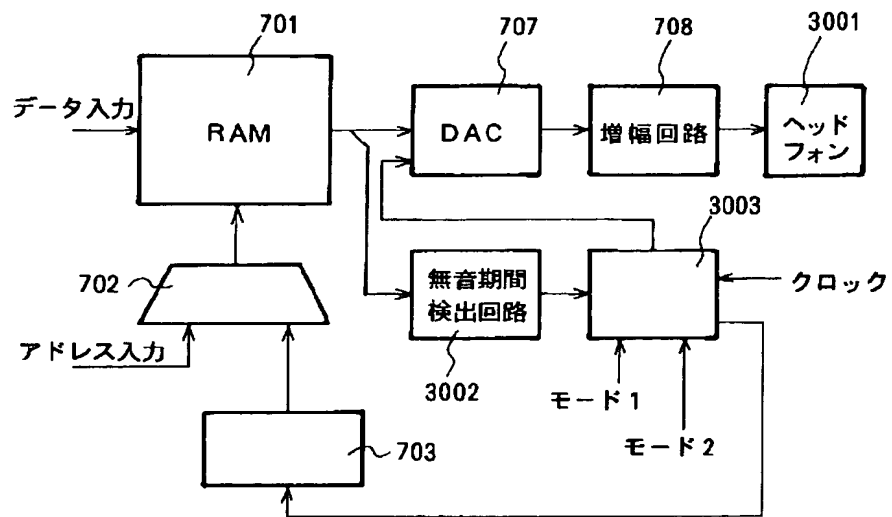 701
707
708
3001
データ入力
RAM
DAC
増幅回路
ヘッド
フォン
3003
702
無音期間
検出回路
クロック
アドレス入力
3002
モード1
モード2
703